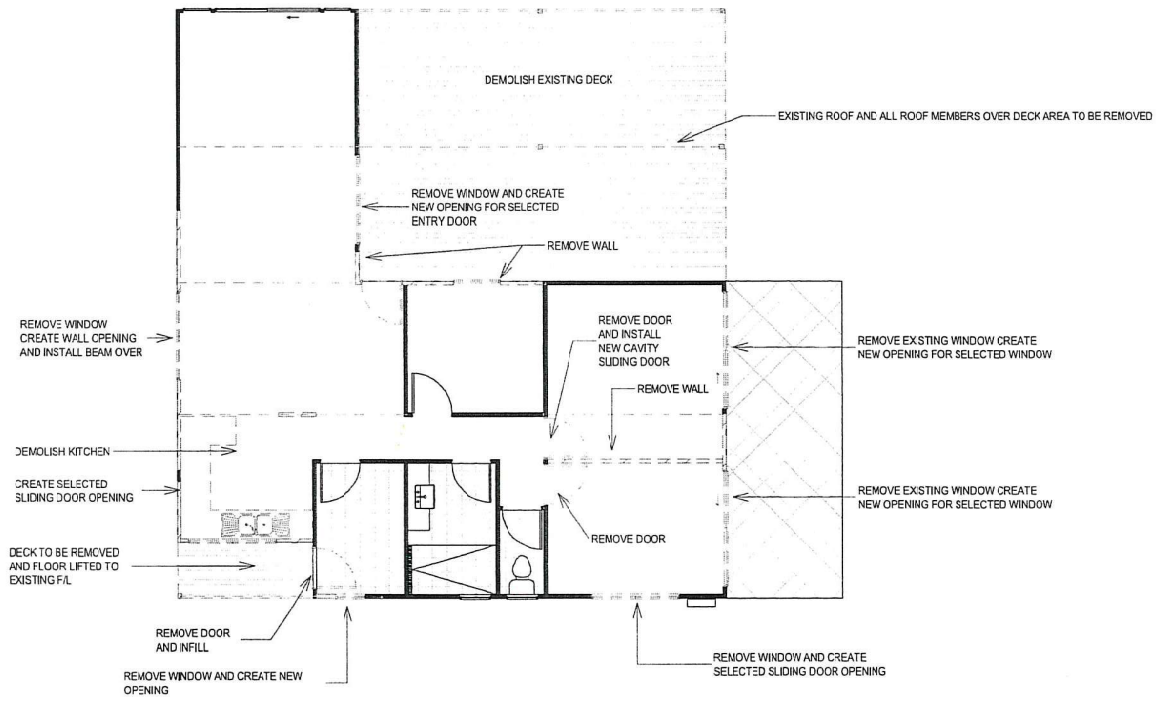 DEMOLISH EXISTING DECK
EXISTING ROOF AND ALL ROOF MEMBERS OVER DECK AREA TO BE REMOVED
REMOVE WINDOW AND CREATE
NEW OPENING FOR SELECTED
ENTRY DOOR
REMOVE WALL
REMOVE WINDOW
CREATE WALL OPENING
AND INSTALL BEAM OVER
REMOVE DOOR
AND INSTALL
NEW CAVITY
SLIDING DOOR
REMOVE EXISTING WINDOW CREATE
NEW OPENING FOR SELECTED WINDOW
REMOVE WALL
DEMOLISH KITCHEN
CREATE SELECTED
SLIDING DOOR OPENING
REMOVE EXISTING WINDOW CREATE
NEW OPENING FOR SELECTED WINDOW
REMOVE DOOR
DECK TO BE REMOVED
AND FLOOR LIFTED TO
EXISTING F/L
REMOVE DOOR
AND INFILL
REMOVE WINDOW AND CREATE NEW
OPENING
REMOVE WINDOW AND CREATE
SELECTED SLIDING DOOR OPENING